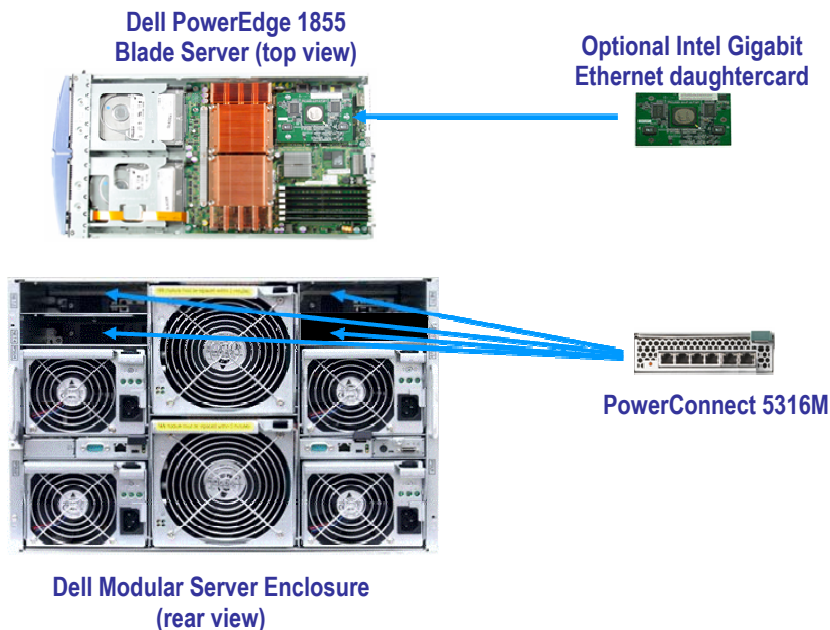 Dell PowerEdge 1855
Blade Server (top view)
Optional Intel Gigabit
Ethernet daughtercard
PowerConnect 5316M
Dell Modular Server Enclosure
(rear view)